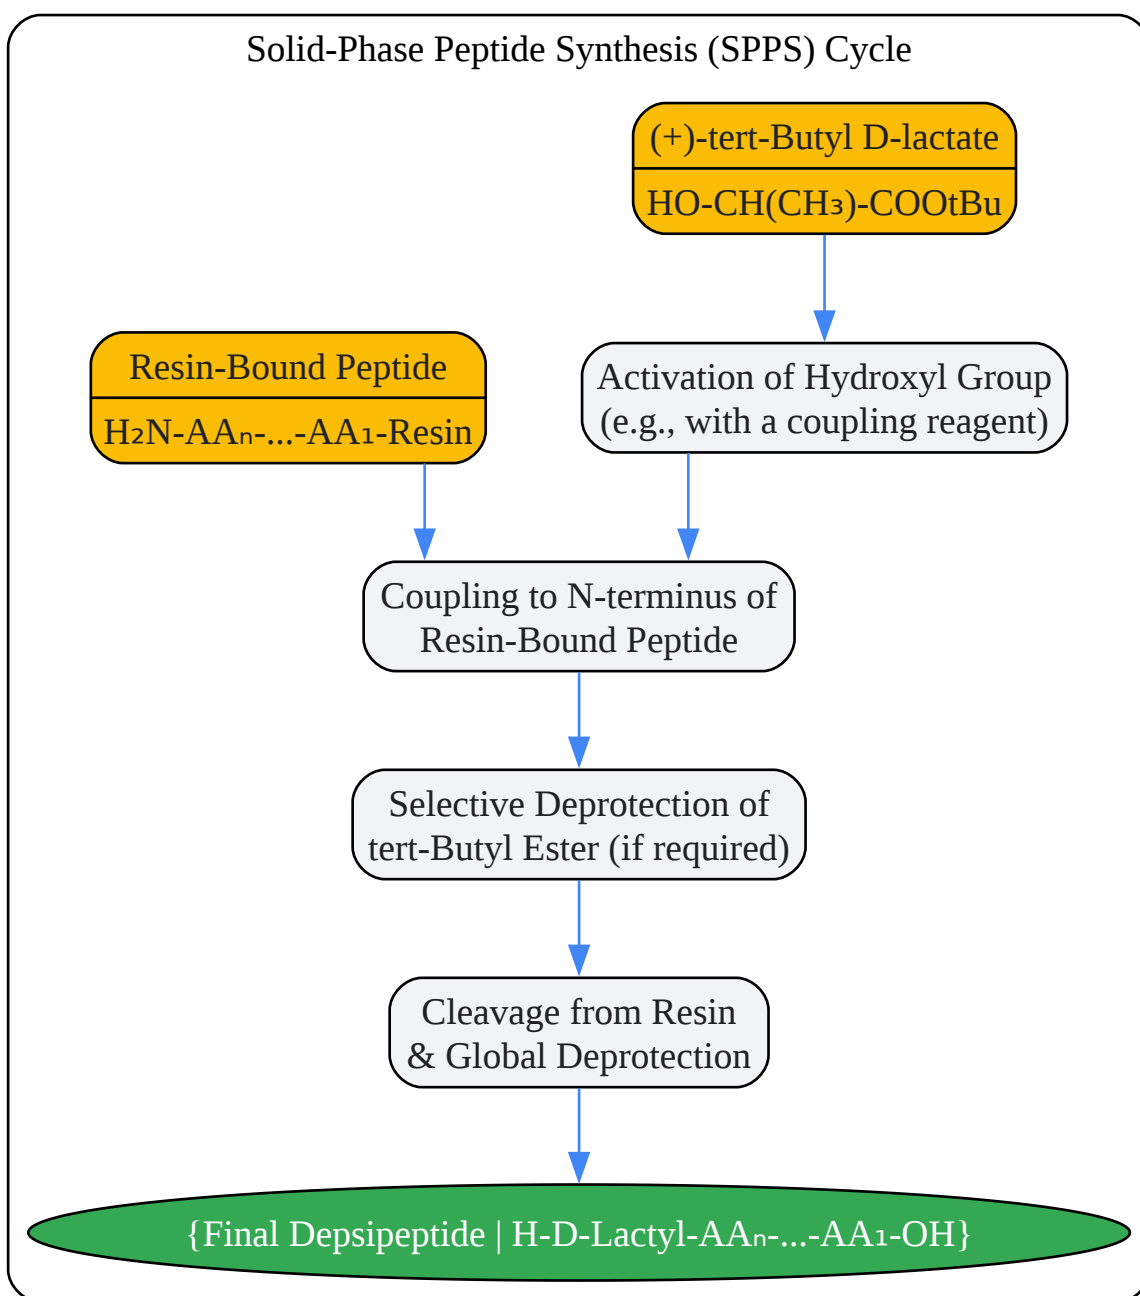 Solid-Phase Peptide Synthesis (SPPS) Cycle
(+)-tert-Butyl D-lactate
HO-CH(CH₃)-COOtBu
Resin-Bound Peptide
H₂N-AAₙ-...-AA₁-Resin
Activation of Hydroxyl Group
(e.g., with a coupling reagent)
Coupling to N-terminus of
Resin-Bound Peptide
Selective Deprotection of
tert-Butyl Ester (if required)
Cleavage from Resin
& Global Deprotection
{Final Depsipeptide | H-D-Lactyl-AAₙ-...-AA₁-OH}